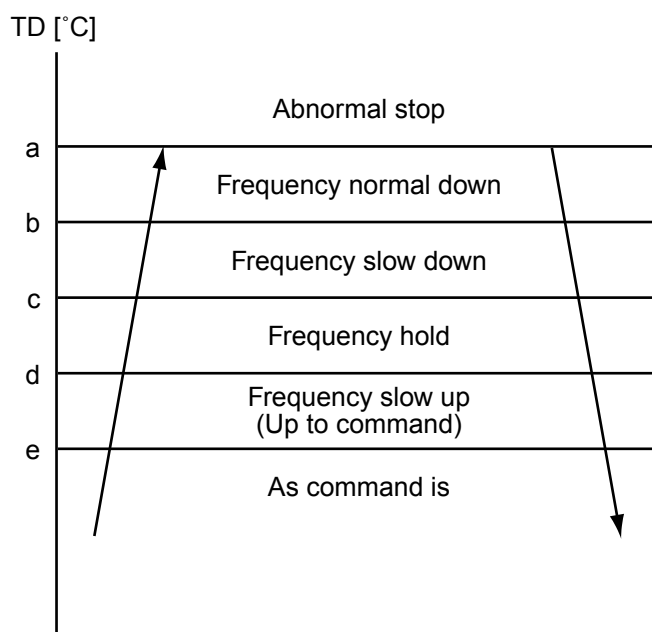 TD [˚C]
Abnormal stop
a
Frequency normal down
b
Frequency slow down
c
Frequency hold
d
Frequency slow up
(Up to command)
e
As command is